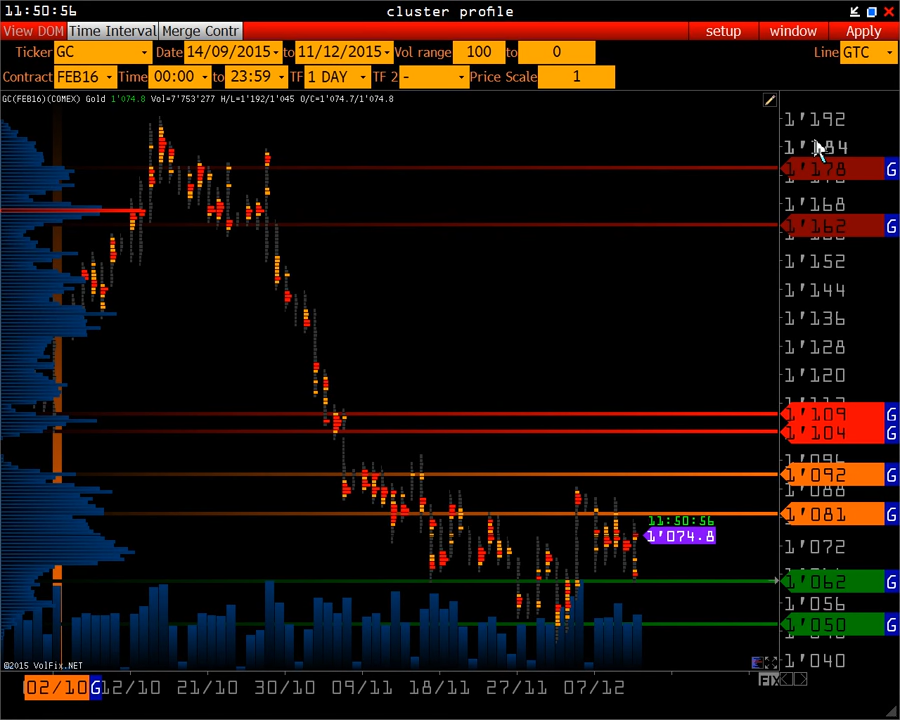 11:50:56 cluster profile
View DOM Time Interval Merge Contr setup window Apply
Ticker GC Date 14/09/2015 to 11/12/2015 Vol range 100 to 0 Line GTC
Contract FEB16 Time 00:00 to 23:59 TF 1 DAY TF 2 - Price Scale 1
GC(FEB16)(COMEX) Gold 1'074.8 Vol=7'753'277 H/L=1'192/1'045 O/C=1'074.7/1'074.8
1'192
1'184
1'178 G
1'168
1'162 G
1'152
1'144
1'136
1'128
1'120
1'109 G
1'104 G
1'096
1'092 G
1'088
1'081 G
11:50:56
1'074.8
1'072
1'062 G
1'056
1'050 G
1'040
©2015 VolFix.NET
FIX
02/10 G 12/10 21/10 30/10 09/11 18/11 27/11 07/12